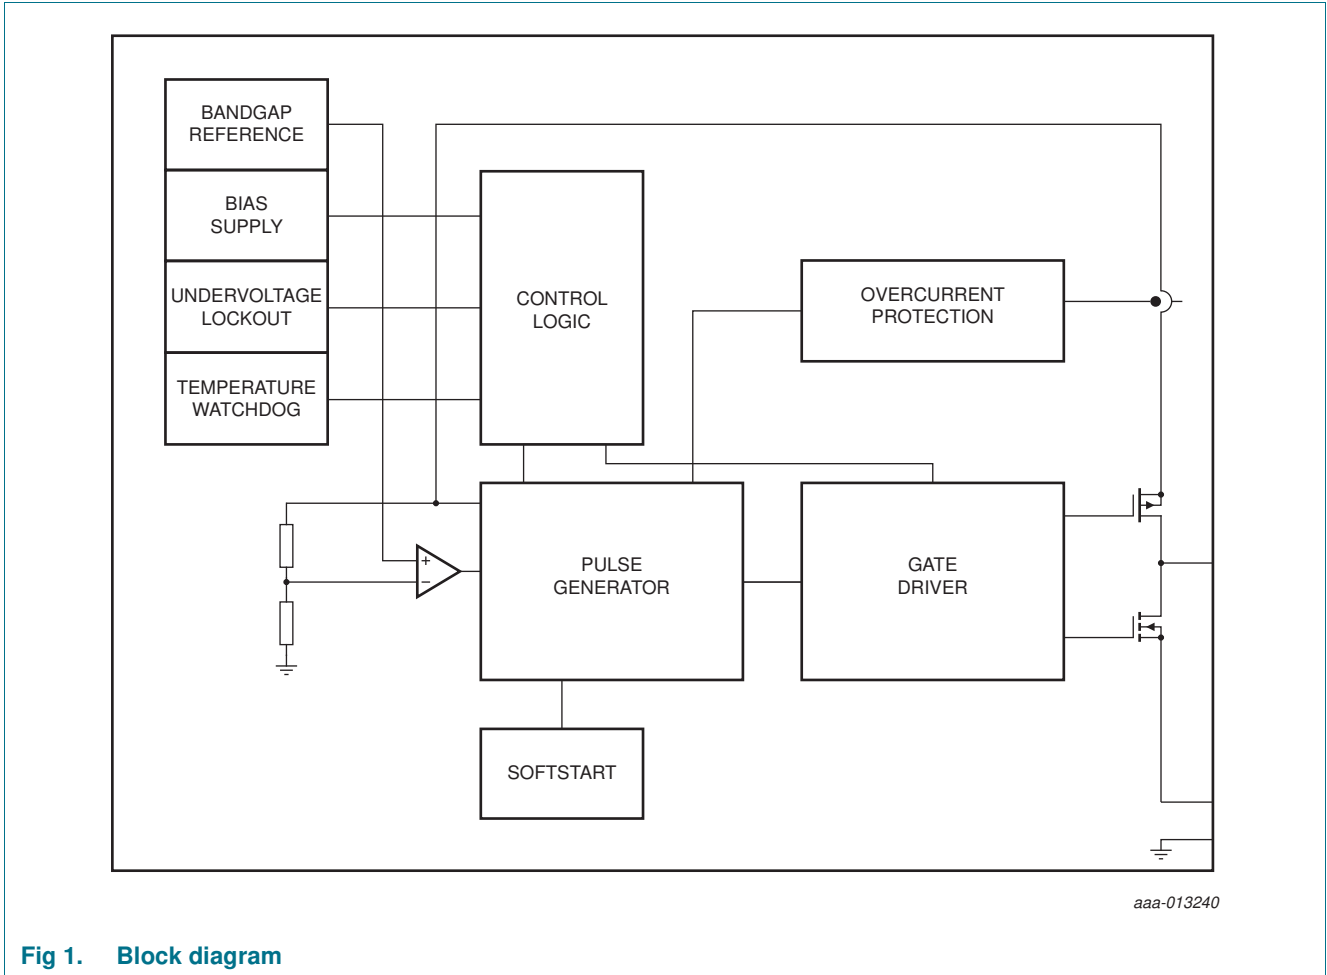 BANDGAP
REFERENCE
BIAS
SUPPLY
UNDERVOLTAGE
LOCKOUT
TEMPERATURE
WATCHDOG
CONTROL
LOGIC
OVERCURRENT
PROTECTION
+
−
PULSE
GENERATOR
GATE
DRIVER
SOFTSTART
aaa-013240
Fig 1. Block diagram